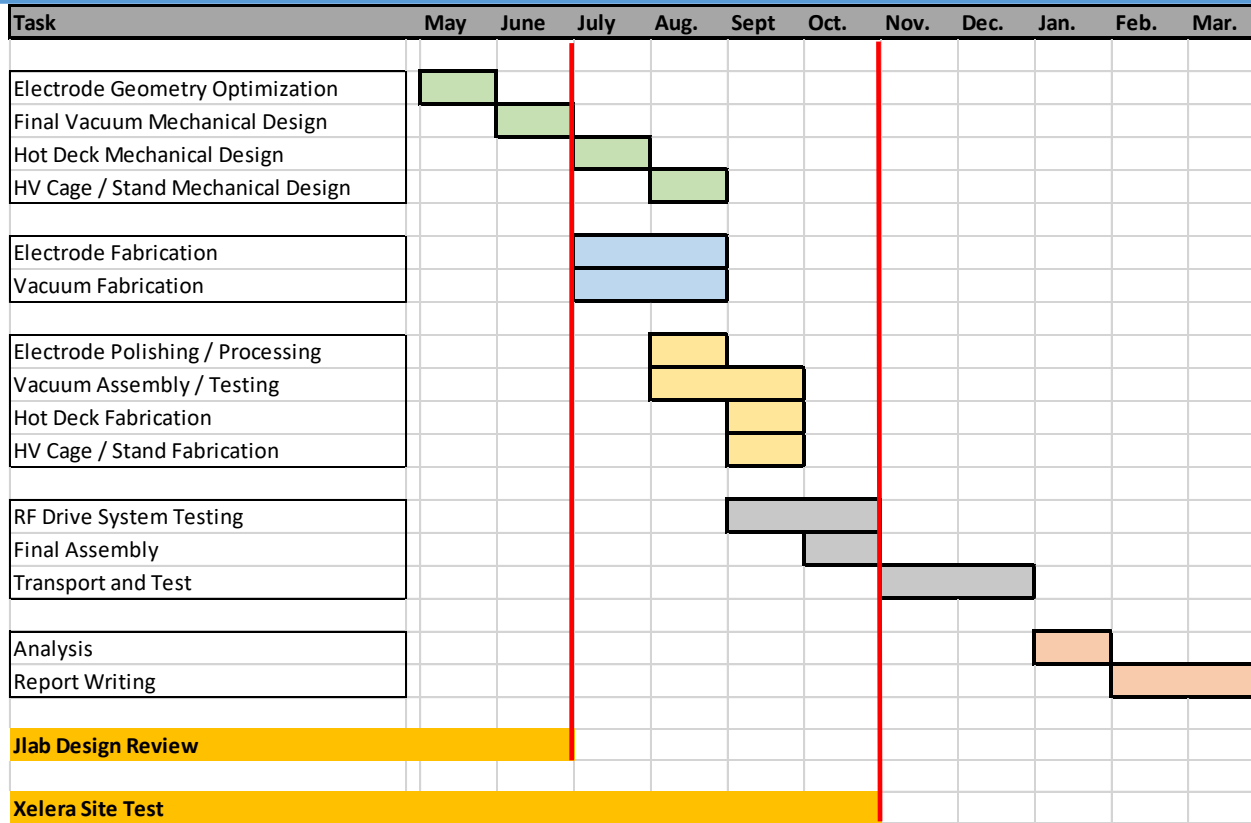 Task May June July Aug. Sept Oct. Nov. Dec. Jan. Feb. Mar.
Electrode Geometry Optimization
Final Vacuum Mechanical Design
Hot Deck Mechanical Design
HV Cage / Stand Mechanical Design
Electrode Fabrication
Vacuum Fabrication
Electrode Polishing / Processing
Vacuum Assembly / Testing
Hot Deck Fabrication
HV Cage / Stand Fabrication
RF Drive System Testing
Final Assembly
Transport and Test
Analysis
Report Writing
Jlab Design Review
Xelera Site Test